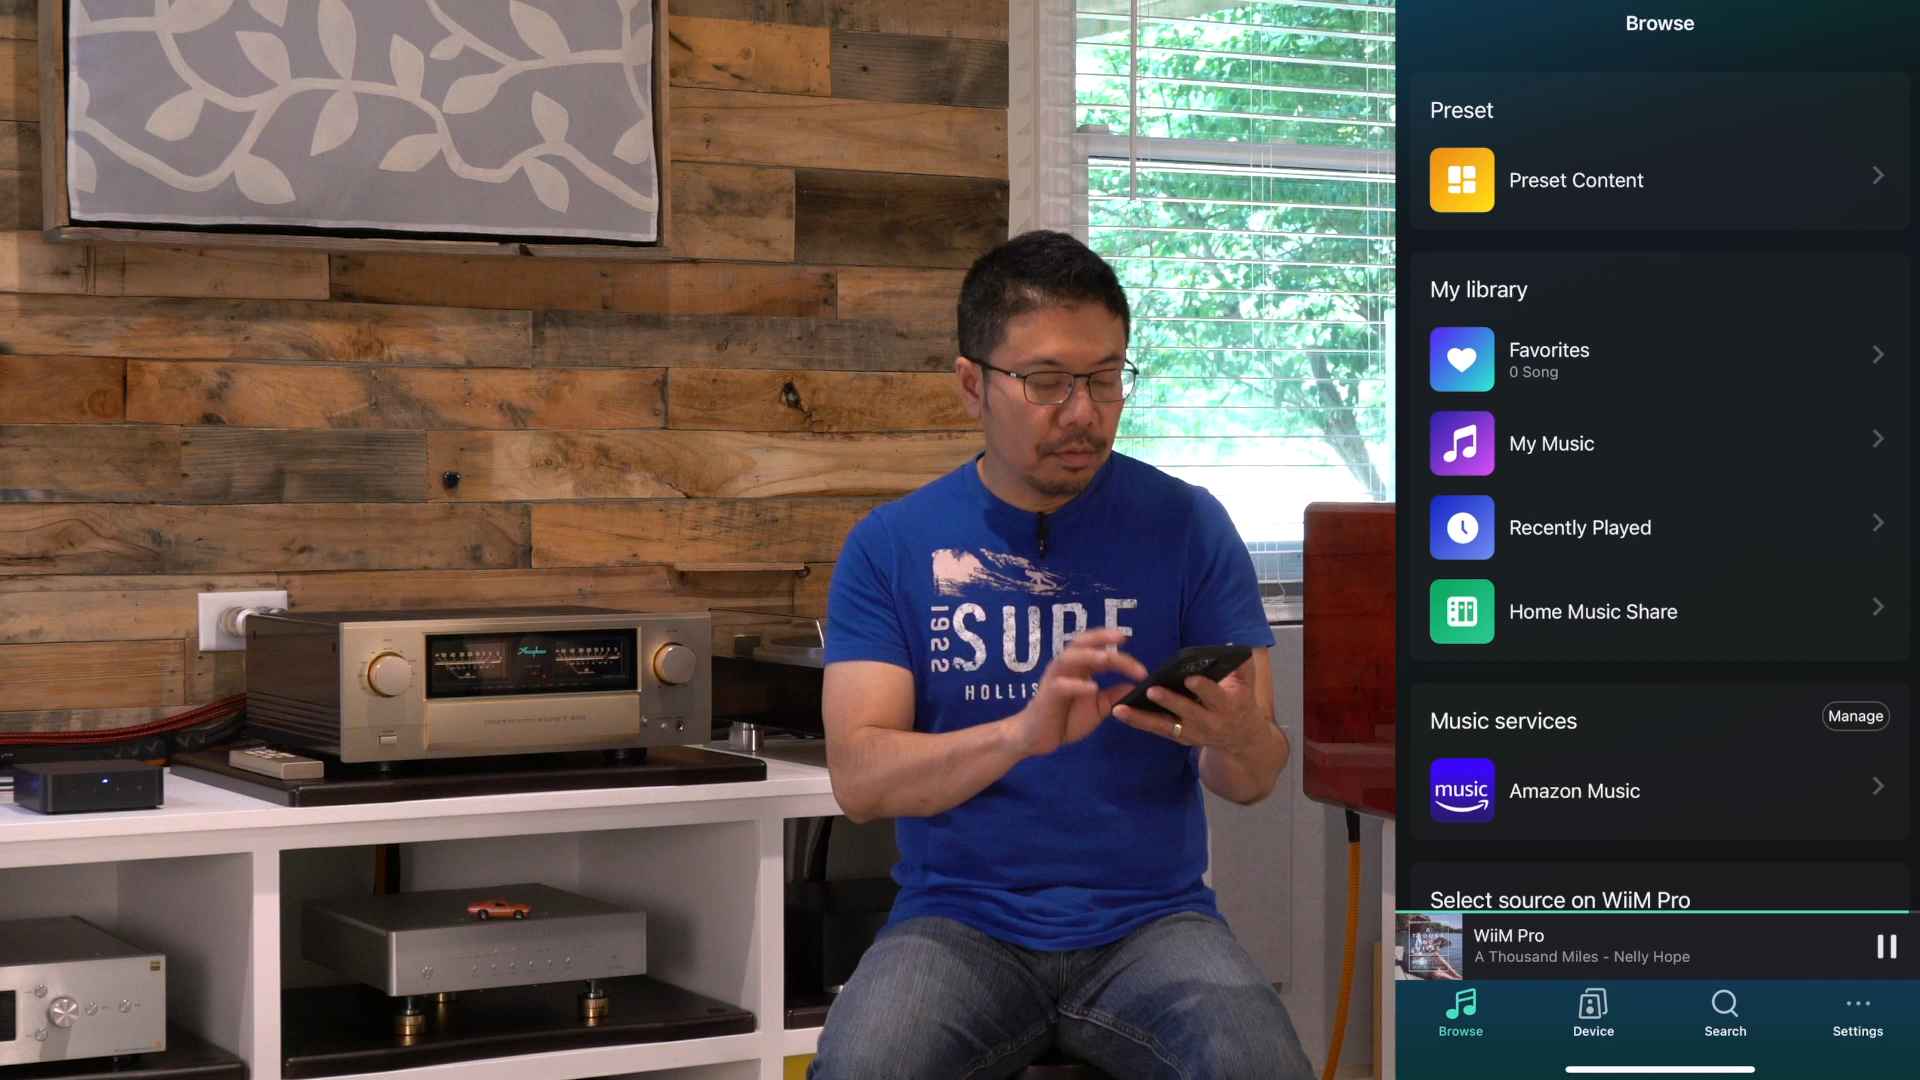 Browse
Preset
Preset Content
My library
Favorites
0 Song
My Music
Recently Played
Home Music Share
Music services
Manage
music
Amazon Music
Select source on WiiM Pro
WiiM Pro
A Thousand Miles - Nelly Hope
Browse
Device
Search
Settings
1922
SURF
HOLLIS
Accuphase